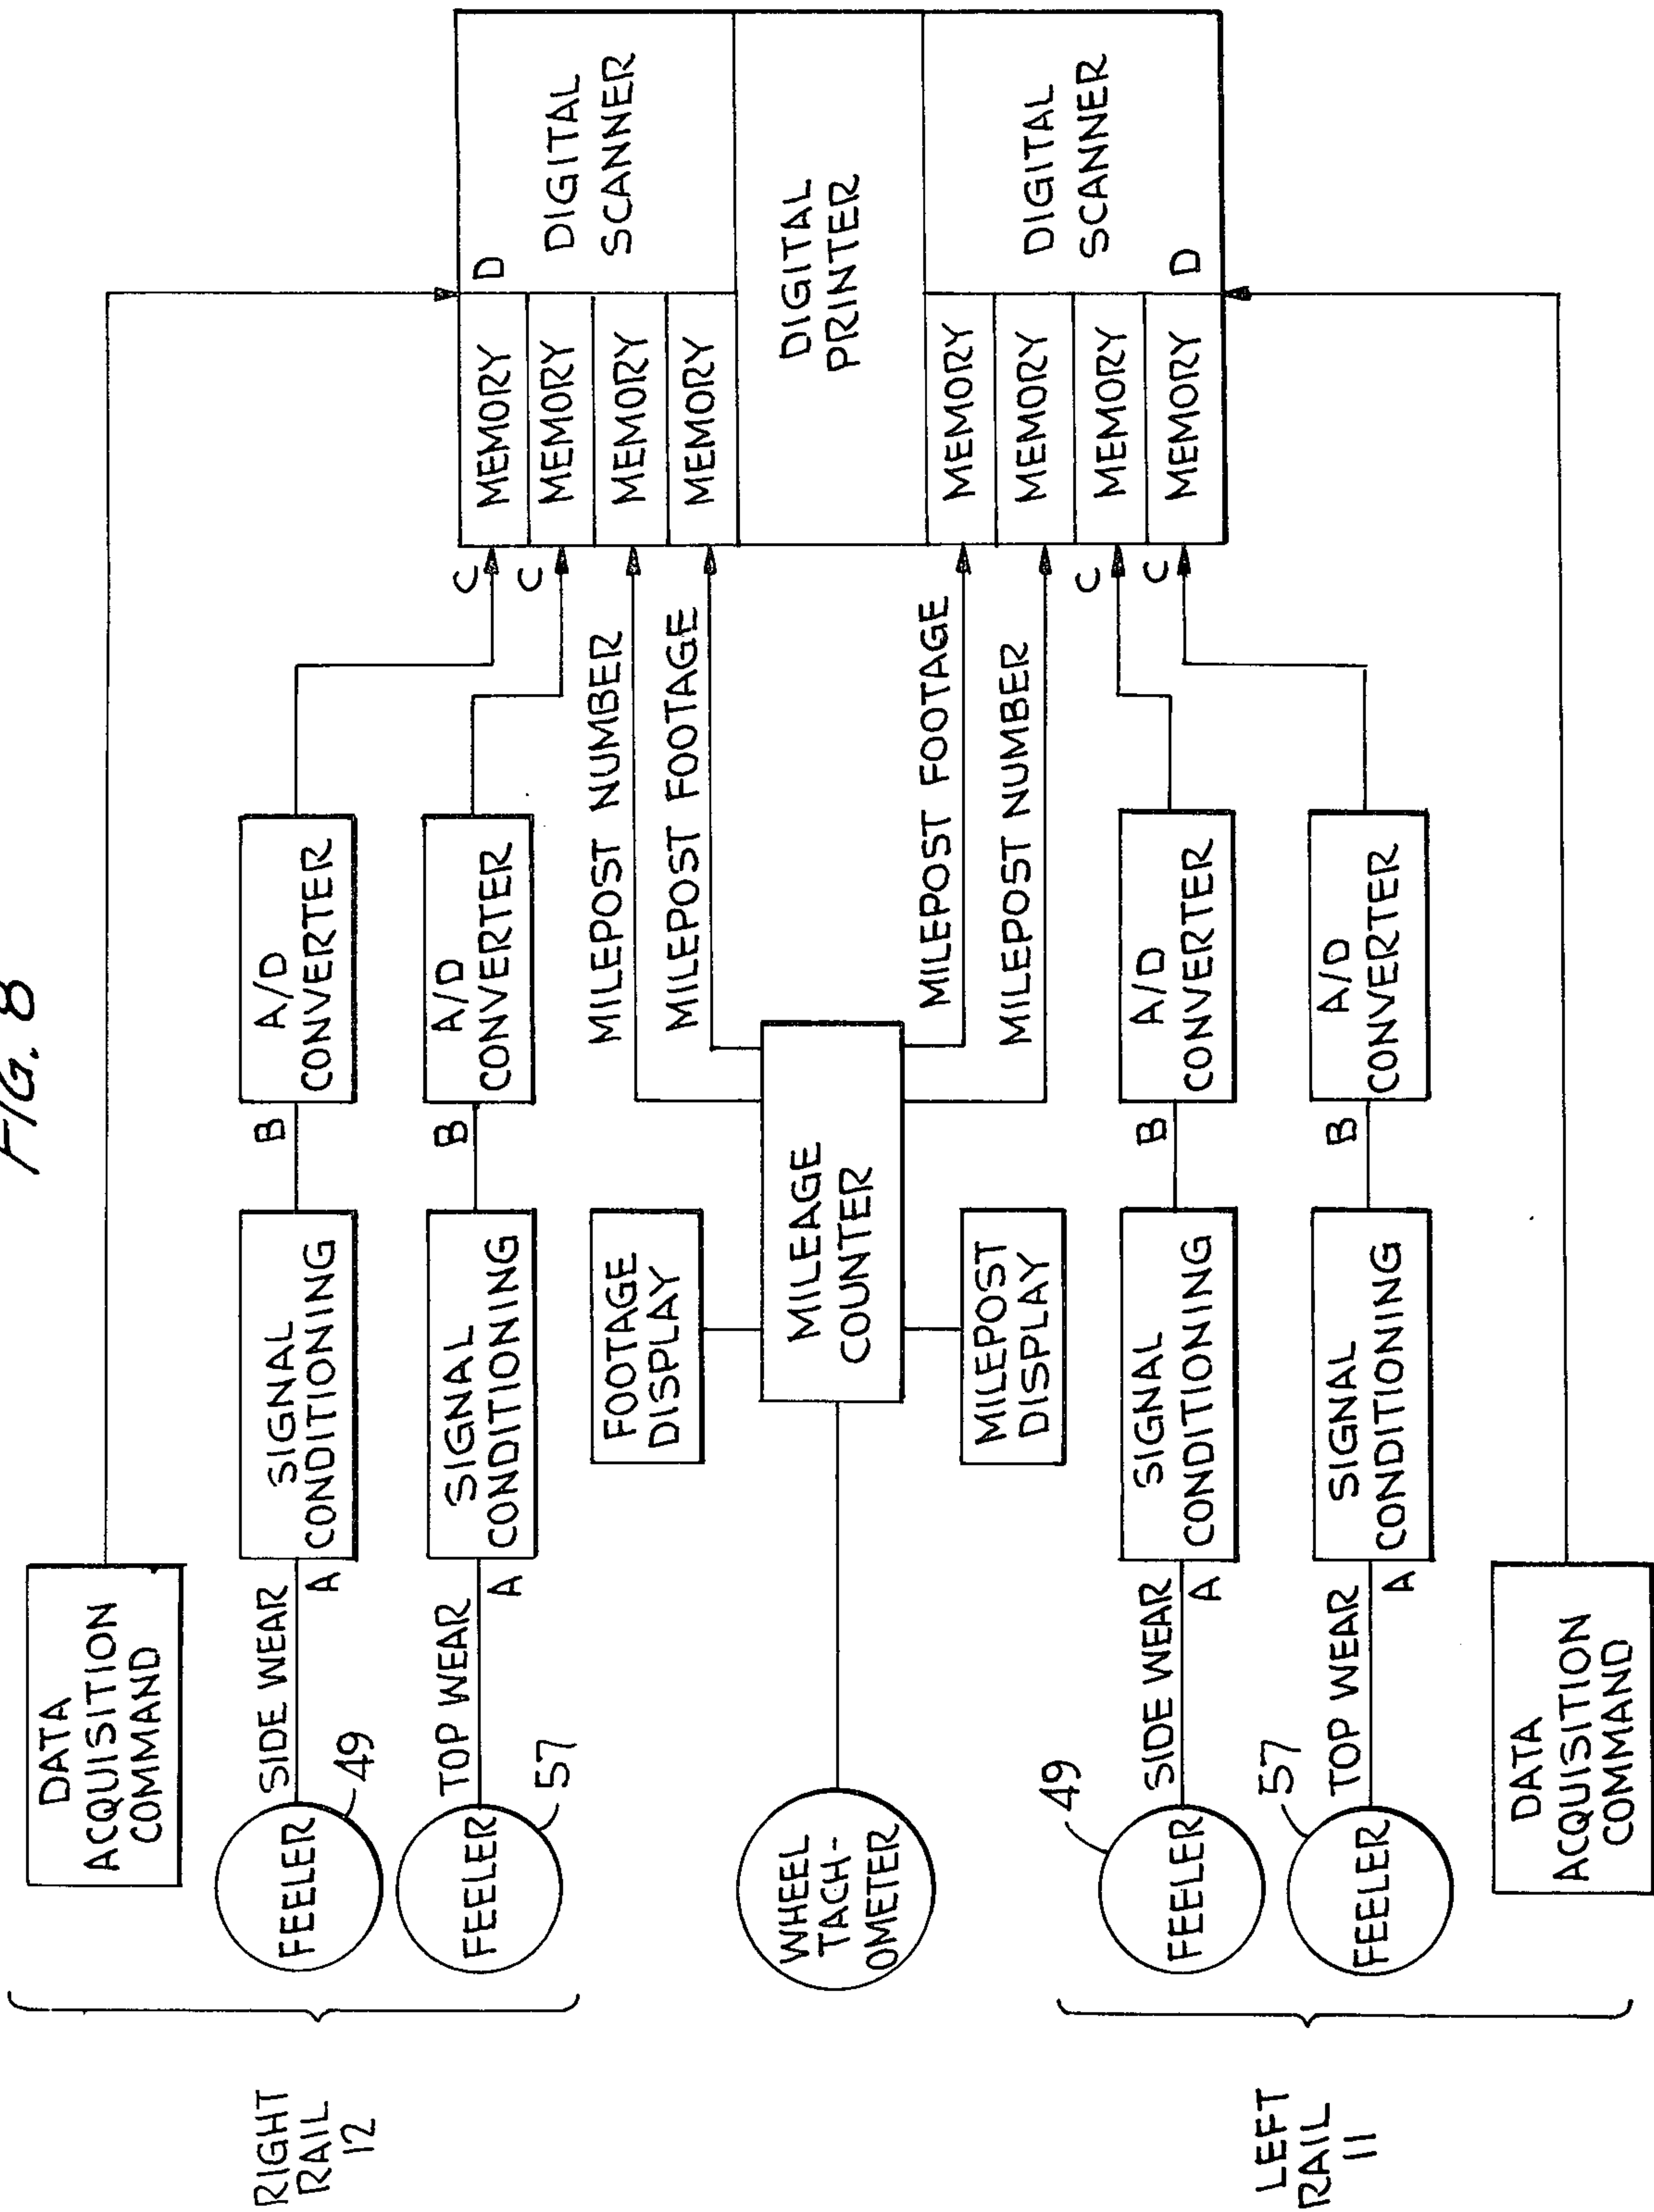 FIG. 8
RIGHT
RAIL
12
DATA
ACQUISITION
COMMAND
FEELER
49
SIDE WEAR
A
SIGNAL
CONDITIONING
B
A/D
CONVERTER
C
FEELER
57
TOP WEAR
A
SIGNAL
CONDITIONING
B
A/D
CONVERTER
C
FOOTAGE
DISPLAY
MILEPOST NUMBER
MILEPOST FOOTAGE
WHEEL
TACH-
OMETER
MILEAGE
COUNTER
MILEPOST
DISPLAY
MILEPOST FOOTAGE
MILEPOST NUMBER
MEMORY
MEMORY
MEMORY
MEMORY
D
DIGITAL
SCANNER
DIGITAL
PRINTER
MEMORY
MEMORY
MEMORY
MEMORY
DIGITAL
SCANNER
D
LEFT
RAIL
11
FEELER
49
SIDE WEAR
A
SIGNAL
CONDITIONING
B
A/D
CONVERTER
C
FEELER
57
TOP WEAR
A
SIGNAL
CONDITIONING
B
A/D
CONVERTER
C
DATA
ACQUISITION
COMMAND